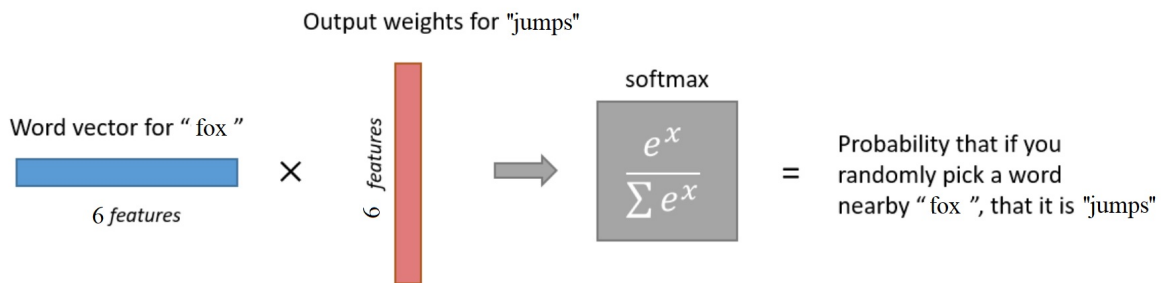 Output weights for "jumps"
softmax
Word vector for “ fox ”
6 features
×
6 features
e^x
∑ e^x
=
Probability that if you
randomly pick a word
nearby “ fox ”, that it is "jumps"